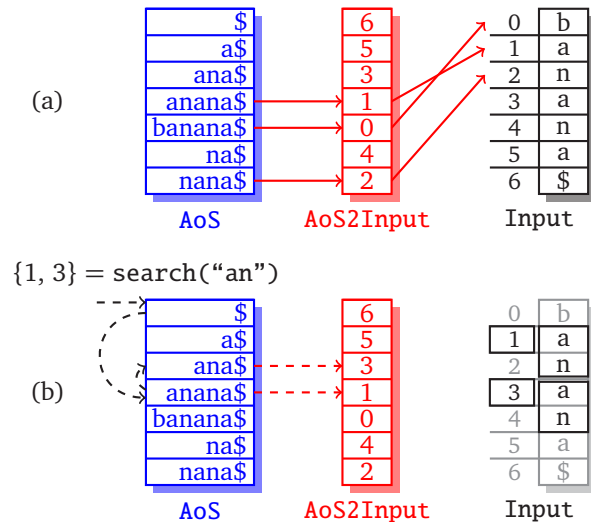 $ 6 0 b
a$ 5 1 a
ana$ 3 2 n
(a) anana$ 1 3 a
banana$ 0 4 n
na$ 4 5 a
nana$ 2 6 $
AoS AoS2Input Input
{1, 3} = search(“an”)
$ 6 0 b
a$ 5 1 a
ana$ 3 2 n
(b) anana$ 1 3 a
banana$ 0 4 n
na$ 4 5 a
nana$ 2 6 $
AoS AoS2Input Input